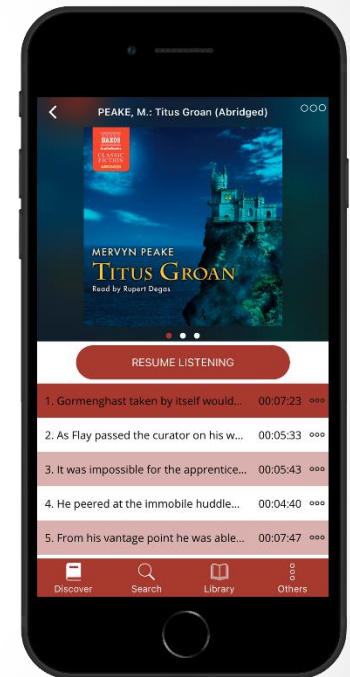 PEAKE, M.: Titus Groan (Abridged)
NAXOS
AudioBooks
CLASSIC
FICTION
ABRIDGED
MERVYN PEAKE
TITUS GROAN
Read by Rupert Degas
RESUME LISTENING
1. Gormenghast taken by itself would... 00:07:23
2. As Flay passed the curator on his w... 00:05:33
3. It was impossible for the apprentice... 00:05:43
4. He peered at the immobile huddle... 00:04:40
5. From his vantage point he was able... 00:07:47
Discover Search Library Others